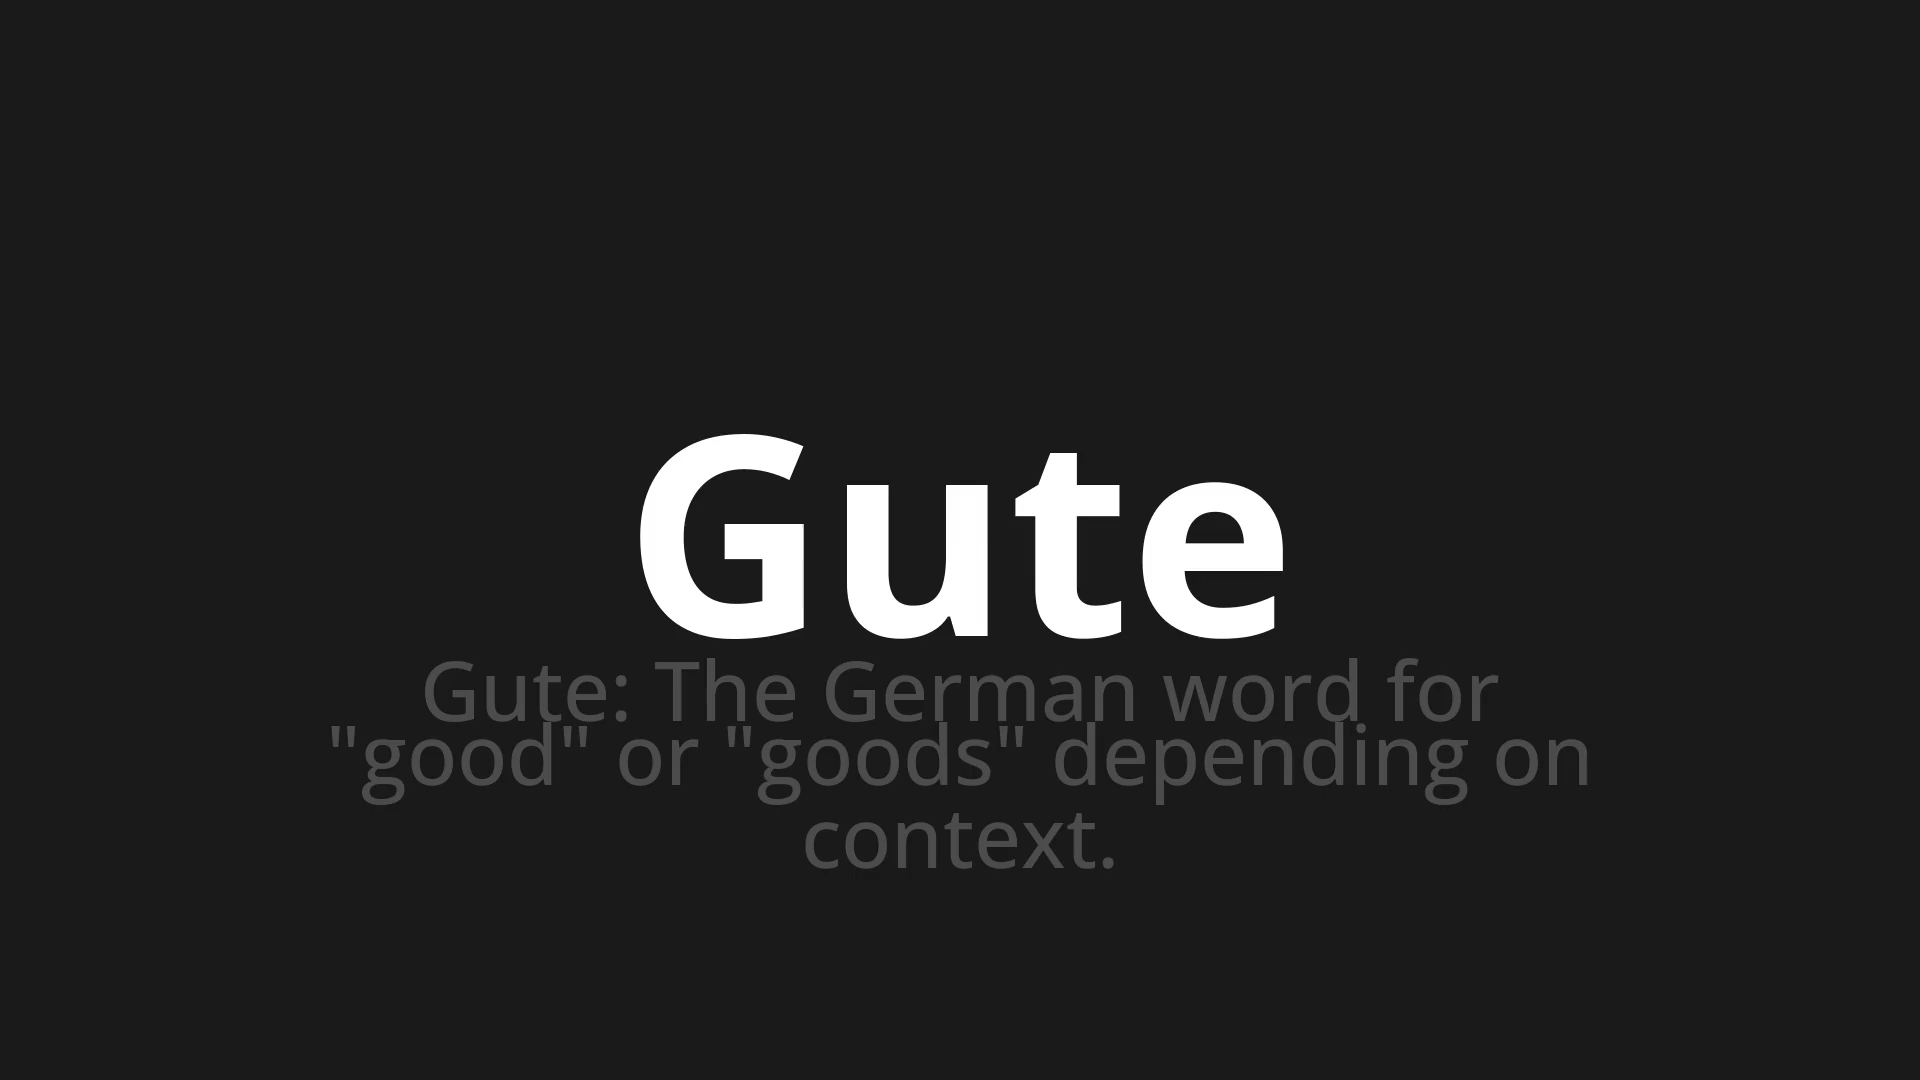 Gute
Gute: The German word for
"good" or "goods" depending on
context.